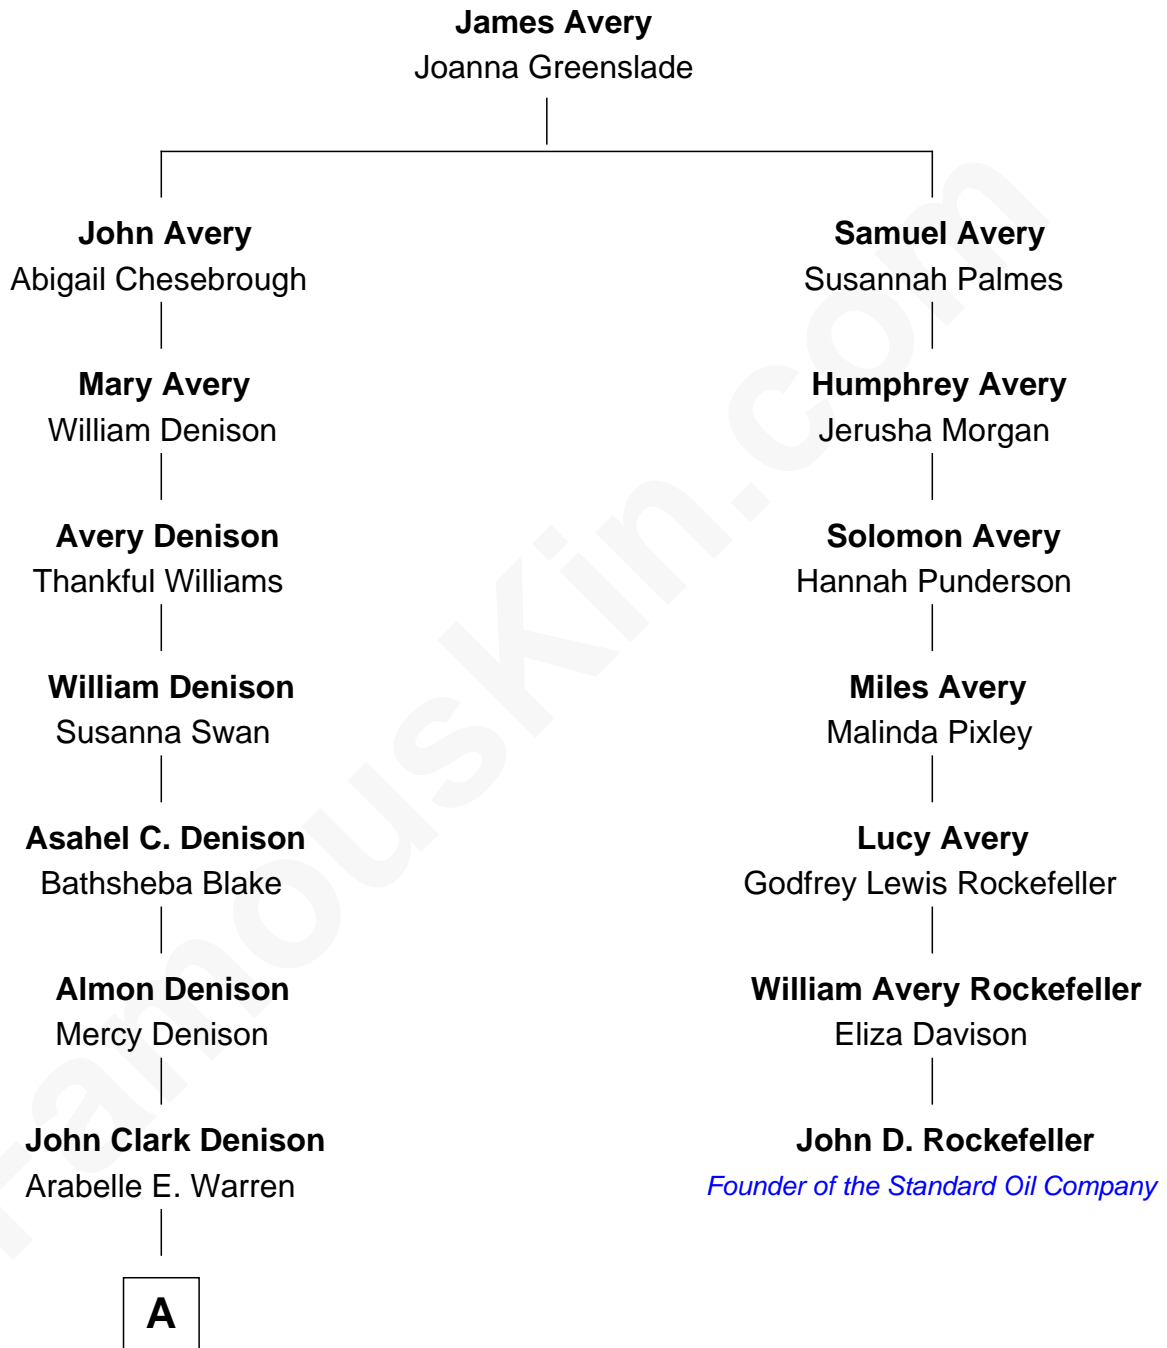 James Avery
Joanna Greenslade
John Avery
Abigail Chesebrough
Samuel Avery
Susannah Palmes
Mary Avery
William Denison
Humphrey Avery
Jerusha Morgan
Avery Denison
Thankful Williams
Solomon Avery
Hannah Punderson
William Denison
Susanna Swan
Miles Avery
Malinda Pixley
Asahel C. Denison
Bathsheba Blake
Lucy Avery
Godfrey Lewis Rockefeller
Almon Denison
Mercy Denison
William Avery Rockefeller
Eliza Davison
John Clark Denison
Arabelle E. Warren
John D. Rockefeller
Founder of the Standard Oil Company
A
FamousKin.com